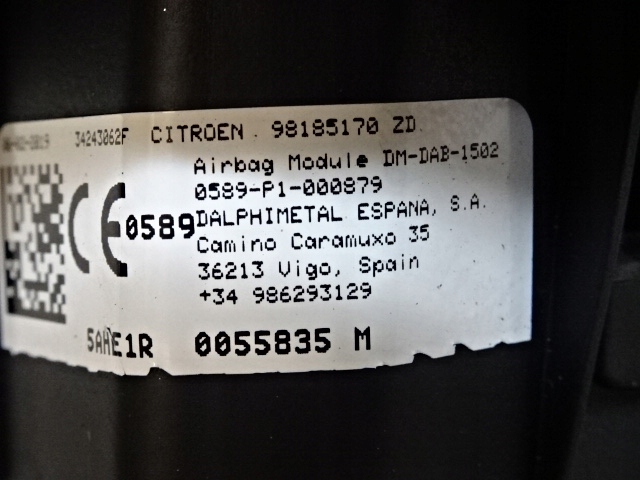 34243062F CITROEN 98185170 ZD
Airbag Module DM-DAB-1502
0589-P1-000879
CE 0589 DALPHIMETAL ESPANA, S.A.
Camino Caramuxo 35
36213 Vigo, Spain
+34 986293129
5AHE1R 0055835 M